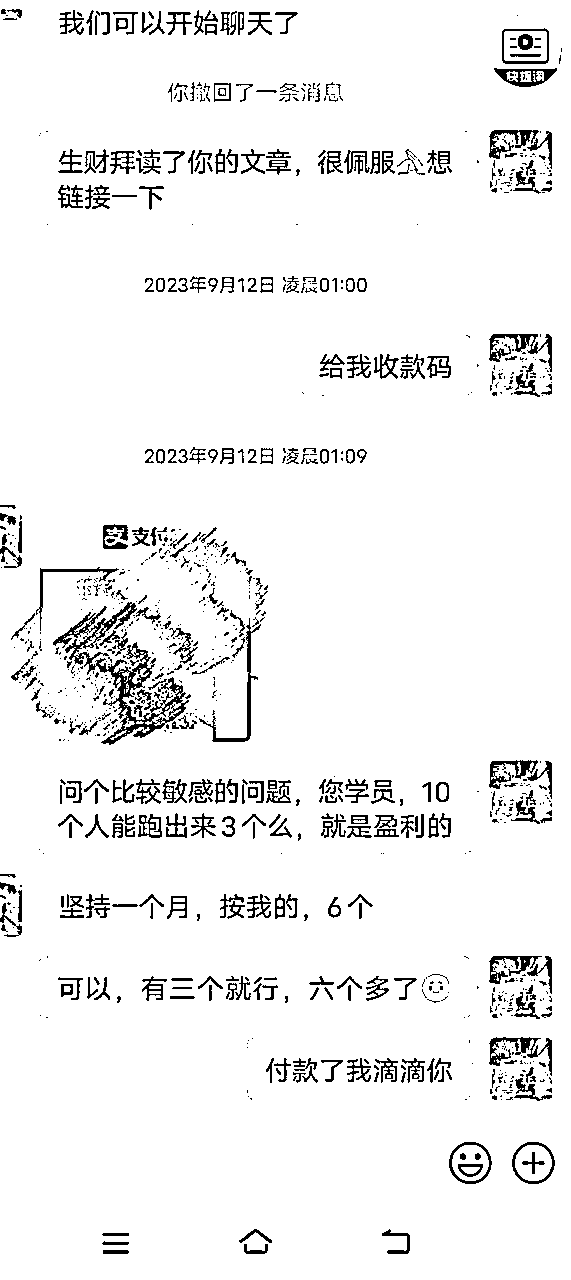 我们可以开始聊天了
你撤回了一条消息
生财拜读了你的文章，很佩服想
链接一下
2023年9月12日 凌晨01:00
给我收款码
2023年9月12日 凌晨01:09
支付
问个比较敏感的问题，您学员，10
个人能跑出来3个么，就是盈利的
坚持一个月，按我的，6个
可以，有三个就行，六个多了
付款了我滴滴你